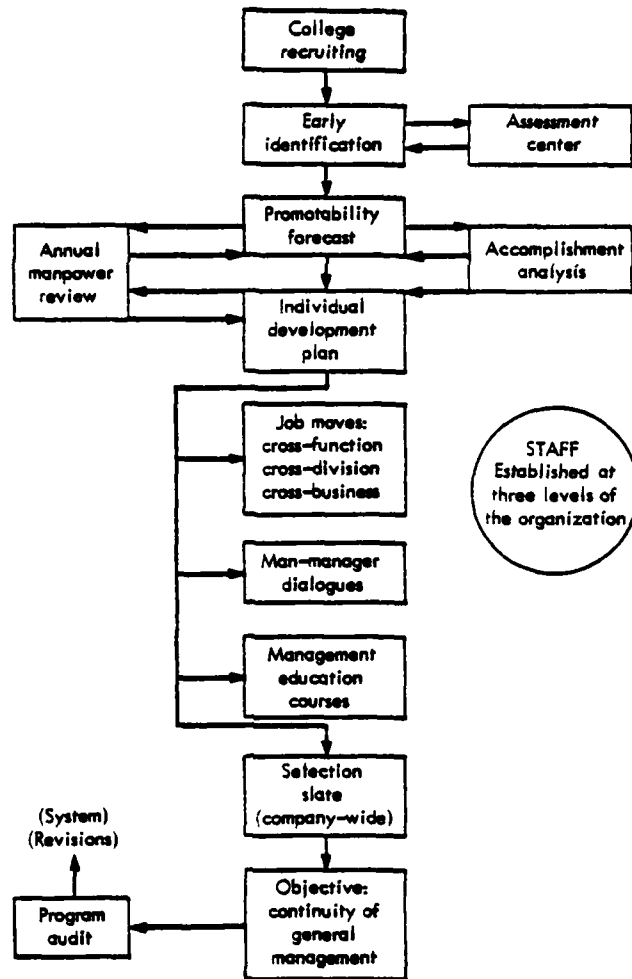 College
recruiting
Early
identification
Assessment
center
Promotability
forecast
Annual
manpower
review
Accomplishment
analysis
Individual
development
plan
Job moves:
cross-function
cross-division
cross-business
STAFF
Established at
three levels of
the organization
Man-manager
dialogues
Management
education
courses
Selection
slate
(company-wide)
(System)
(Revisions)
Program
audit
Objective:
continuity of
general
management